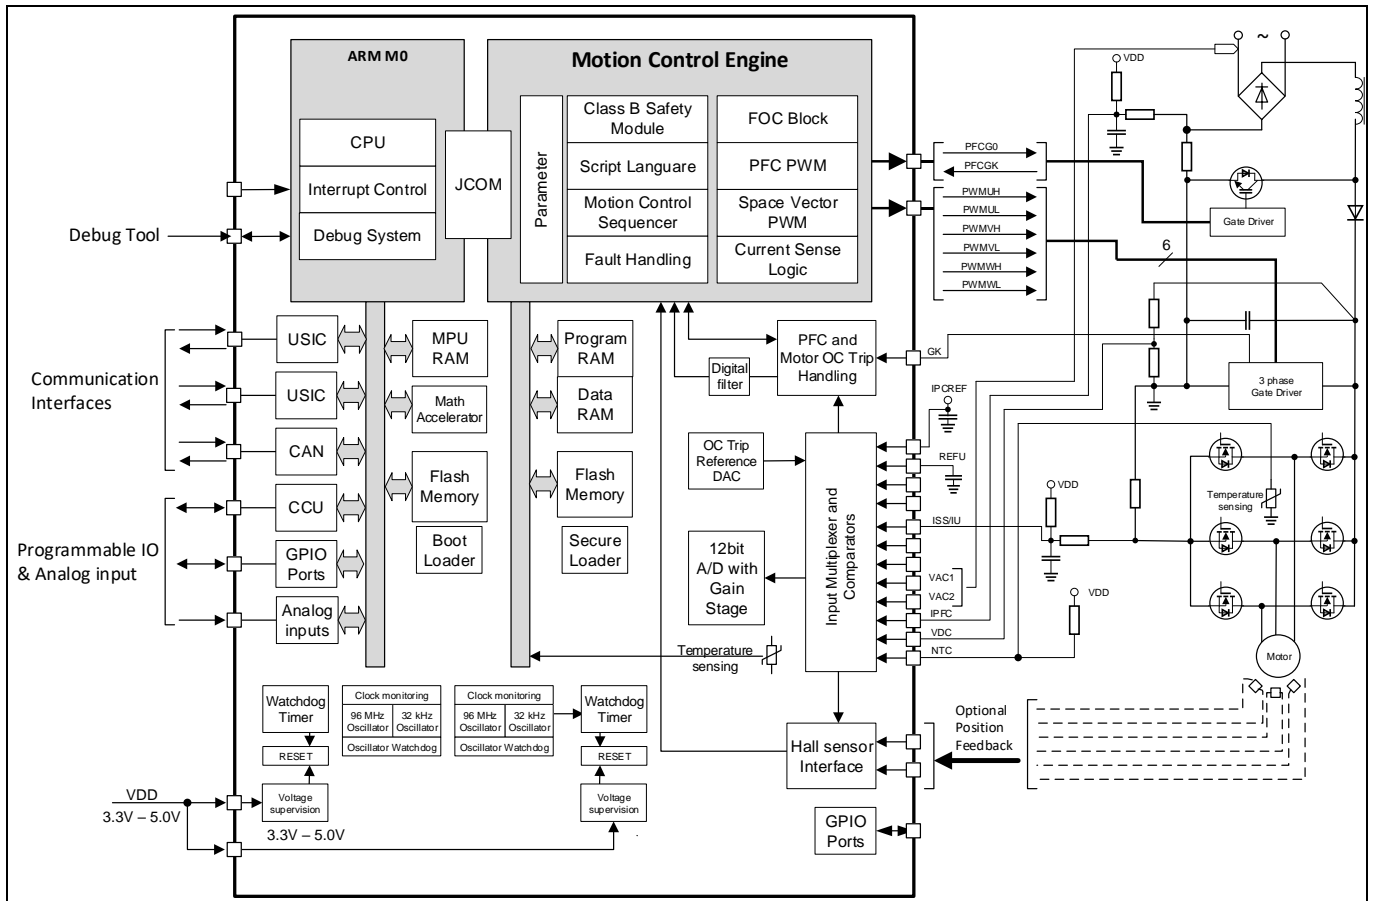 ARM M0
CPU
Interrupt Control
Debug System
JCOM
Motion Control Engine
Parameter
Class B Safety
Module
Script Languare
Motion Control
Sequencer
Fault Handling
FOC Block
PFC PWM
Space Vector
PWM
Current Sense
Logic
Debug Tool
Communication
Interfaces
Programmable IO
& Analog input
USIC
USIC
CAN
CCU
GPIO
Ports
Analog
inputs
MPU
RAM
Math
Accelerator
Flash
Memory
Boot
Loader
Program
RAM
Data
RAM
Flash
Memory
Secure
Loader
Digital
filter
PFC and
Motor OC Trip
Handling
OC Trip
Reference
DAC
12bit
A/D with
Gain
Stage
Input Multiplexer and
Comparators
Temperature
sensing
Hall sensor
Interface
GPIO
Ports
Watchdog
Timer
RESET
Voltage
supervision
Clock monitoring
96 MHz
Oscillator
32 kHz
Oscillator
Oscillator Watchdog
Clock monitoring
96 MHz
Oscillator
32 kHz
Oscillator
Oscillator Watchdog
Watchdog
Timer
RESET
Voltage
supervision
VDD
3.3V – 5.0V
3.3V – 5.0V
PFCG0
PFCGK
PWMUH
PWMUL
PWMVH
PWMVL
PWMWH
PWMWL
GK
IPCREF
REFU
ISS/IU
VAC1
VAC2
IPFC
VDC
NTC
VDD
~
Gate Driver
6
3 phase
Gate Driver
VDD
Temperature
sensing
VDD
Motor
Optional
Position
Feedback